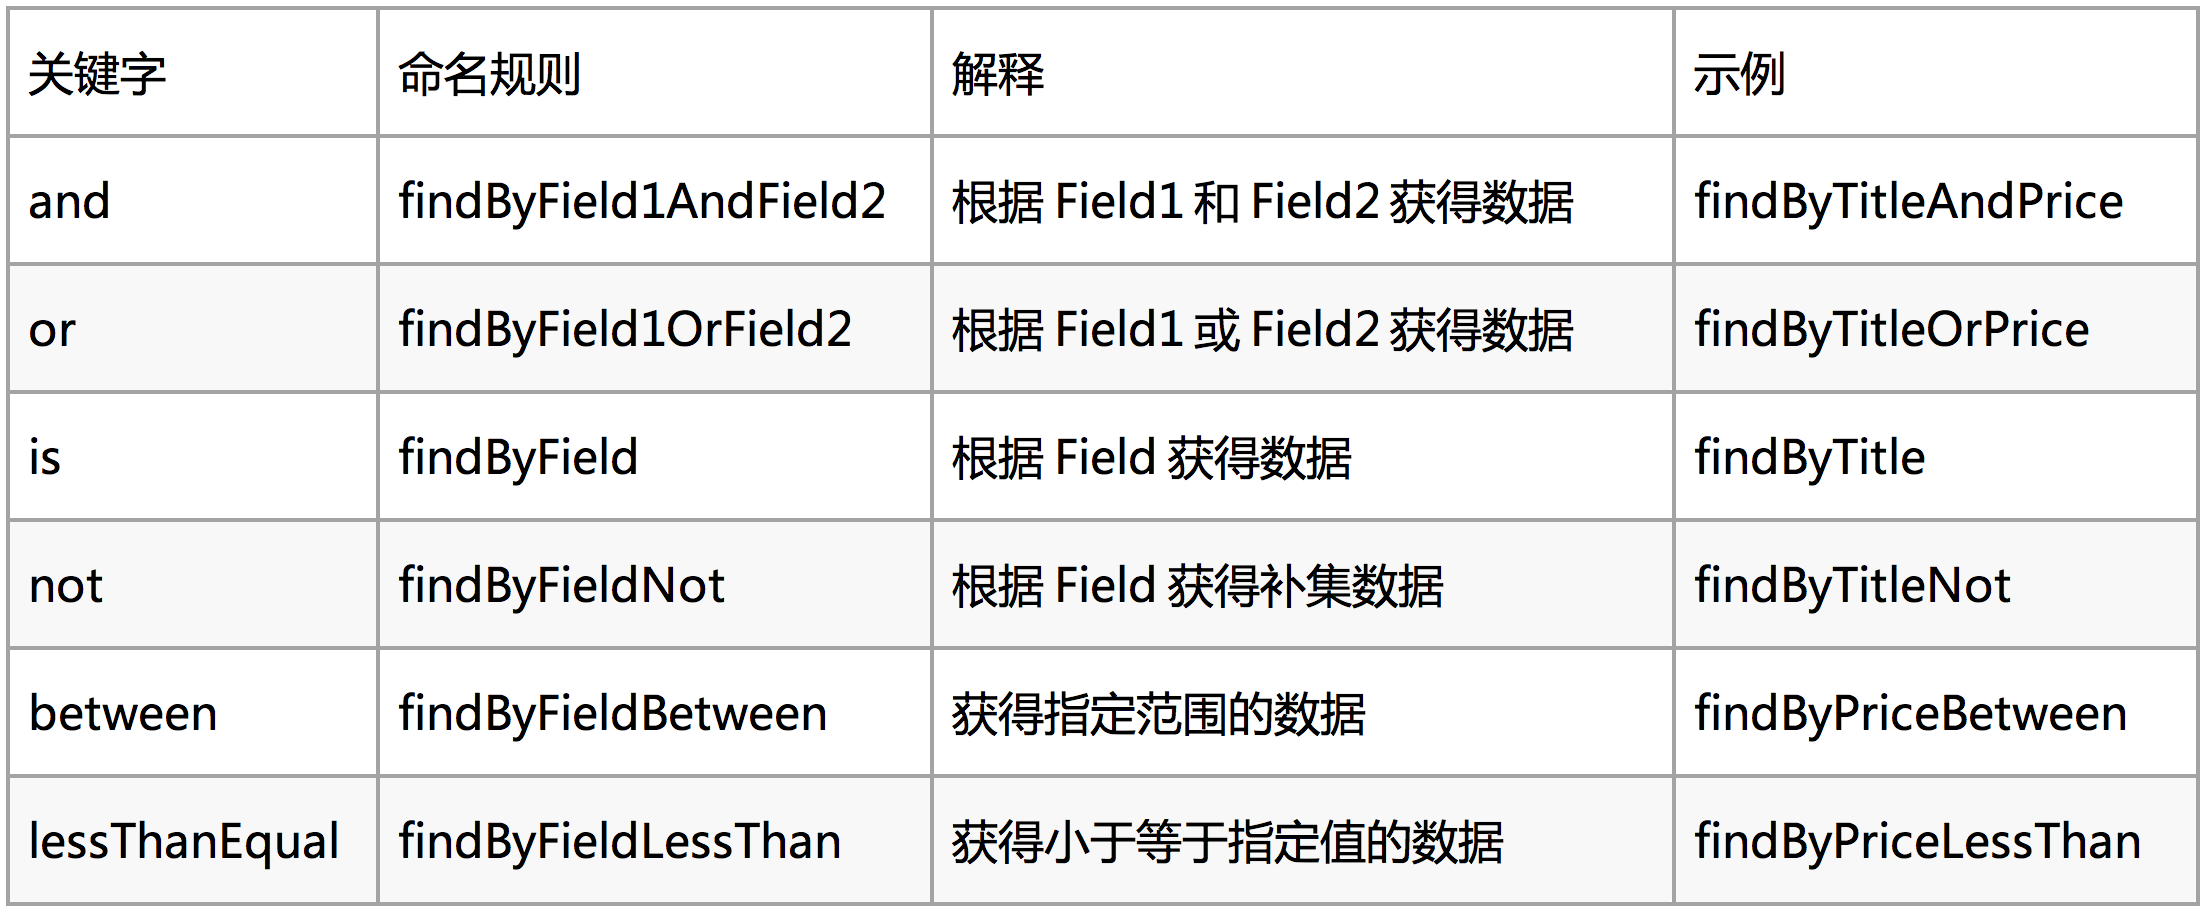 关键字 命名规则 解释 示例
and findByField1AndField2 根据 Field1 和 Field2 获得数据 findByTitleAndPrice
or findByField1OrField2 根据 Field1 或 Field2 获得数据 findByTitleOrPrice
is findByField 根据 Field 获得数据 findByTitle
not findByFieldNot 根据 Field 获得补集数据 findByTitleNot
between findByFieldBetween 获得指定范围的数据 findByPriceBetween
lessThanEqual findByFieldLessThan 获得小于等于指定值的数据 findByPriceLessThan